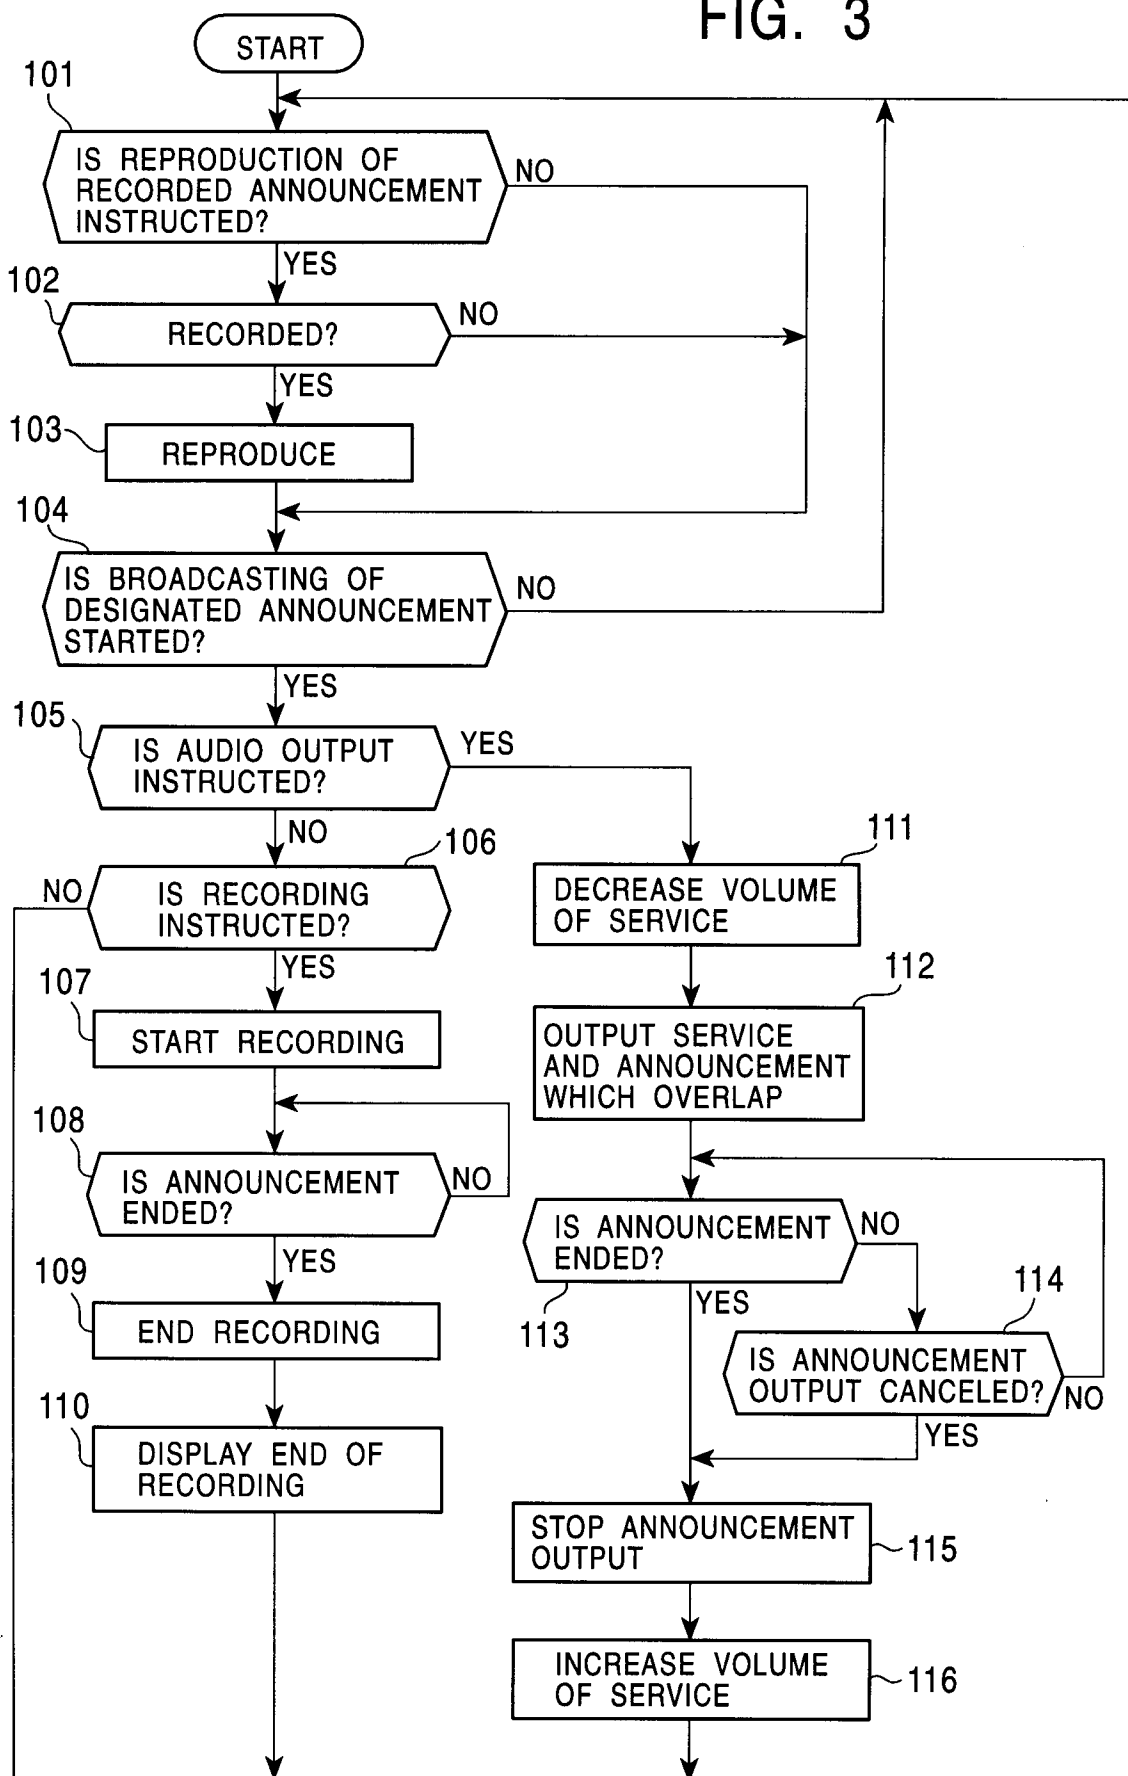 FIG. 3
START
101
IS REPRODUCTION OF
RECORDED ANNOUNCEMENT
INSTRUCTED?
NO
YES
102
RECORDED?
NO
YES
103
REPRODUCE
104
IS BROADCASTING OF
DESIGNATED ANNOUNCEMENT
STARTED?
NO
YES
105
IS AUDIO OUTPUT
INSTRUCTED?
YES
NO
106
NO
IS RECORDING
INSTRUCTED?
YES
107
START RECORDING
108
IS ANNOUNCEMENT
ENDED?
NO
YES
109
END RECORDING
110
DISPLAY END OF
RECORDING
111
DECREASE VOLUME
OF SERVICE
112
OUTPUT SERVICE
AND ANNOUNCEMENT
WHICH OVERLAP
IS ANNOUNCEMENT
ENDED?
NO
113
YES
114
IS ANNOUNCEMENT
OUTPUT CANCELED?
NO
YES
STOP ANNOUNCEMENT
OUTPUT
115
INCREASE VOLUME
OF SERVICE
116